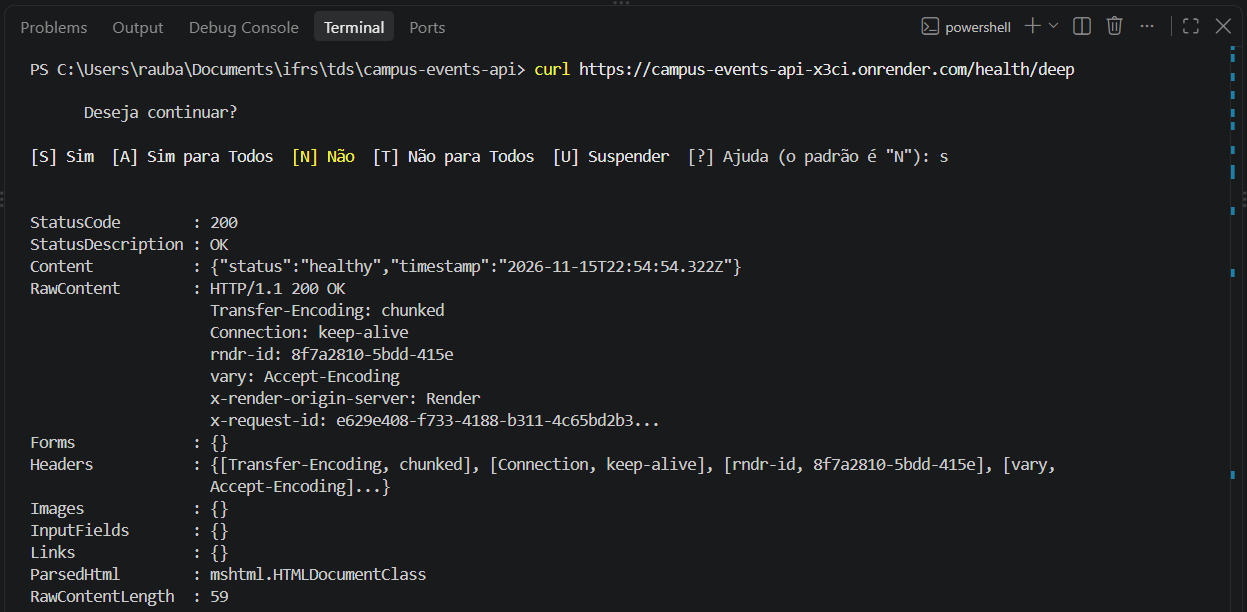 Problems Output Debug Console Terminal Ports powershell
PS C:\Users\rauba\Documents\ifrs\tds\campus-events-api> curl https://campus-events-api-x3ci.onrender.com/health/deep
Deseja continuar?
[S] Sim [A] Sim para Todos [N] Não [T] Não para Todos [U] Suspender [?] Ajuda (o padrão é "N"): s
StatusCode : 200
StatusDescription : OK
Content : {"status":"healthy","timestamp":"2026-11-15T22:54:54.322Z"}
RawContent : HTTP/1.1 200 OK
Transfer-Encoding: chunked
Connection: keep-alive
rndr-id: 8f7a2810-5bdd-415e
vary: Accept-Encoding
x-render-origin-server: Render
x-request-id: e629e408-f733-4188-b311-4c65bd2b3...
Forms : {}
Headers : {[Transfer-Encoding, chunked], [Connection, keep-alive], [rndr-id, 8f7a2810-5bdd-415e], [vary,
Accept-Encoding]...}
Images : {}
InputFields : {}
Links : {}
ParsedHtml : mshtml.HTMLDocumentClass
RawContentLength : 59